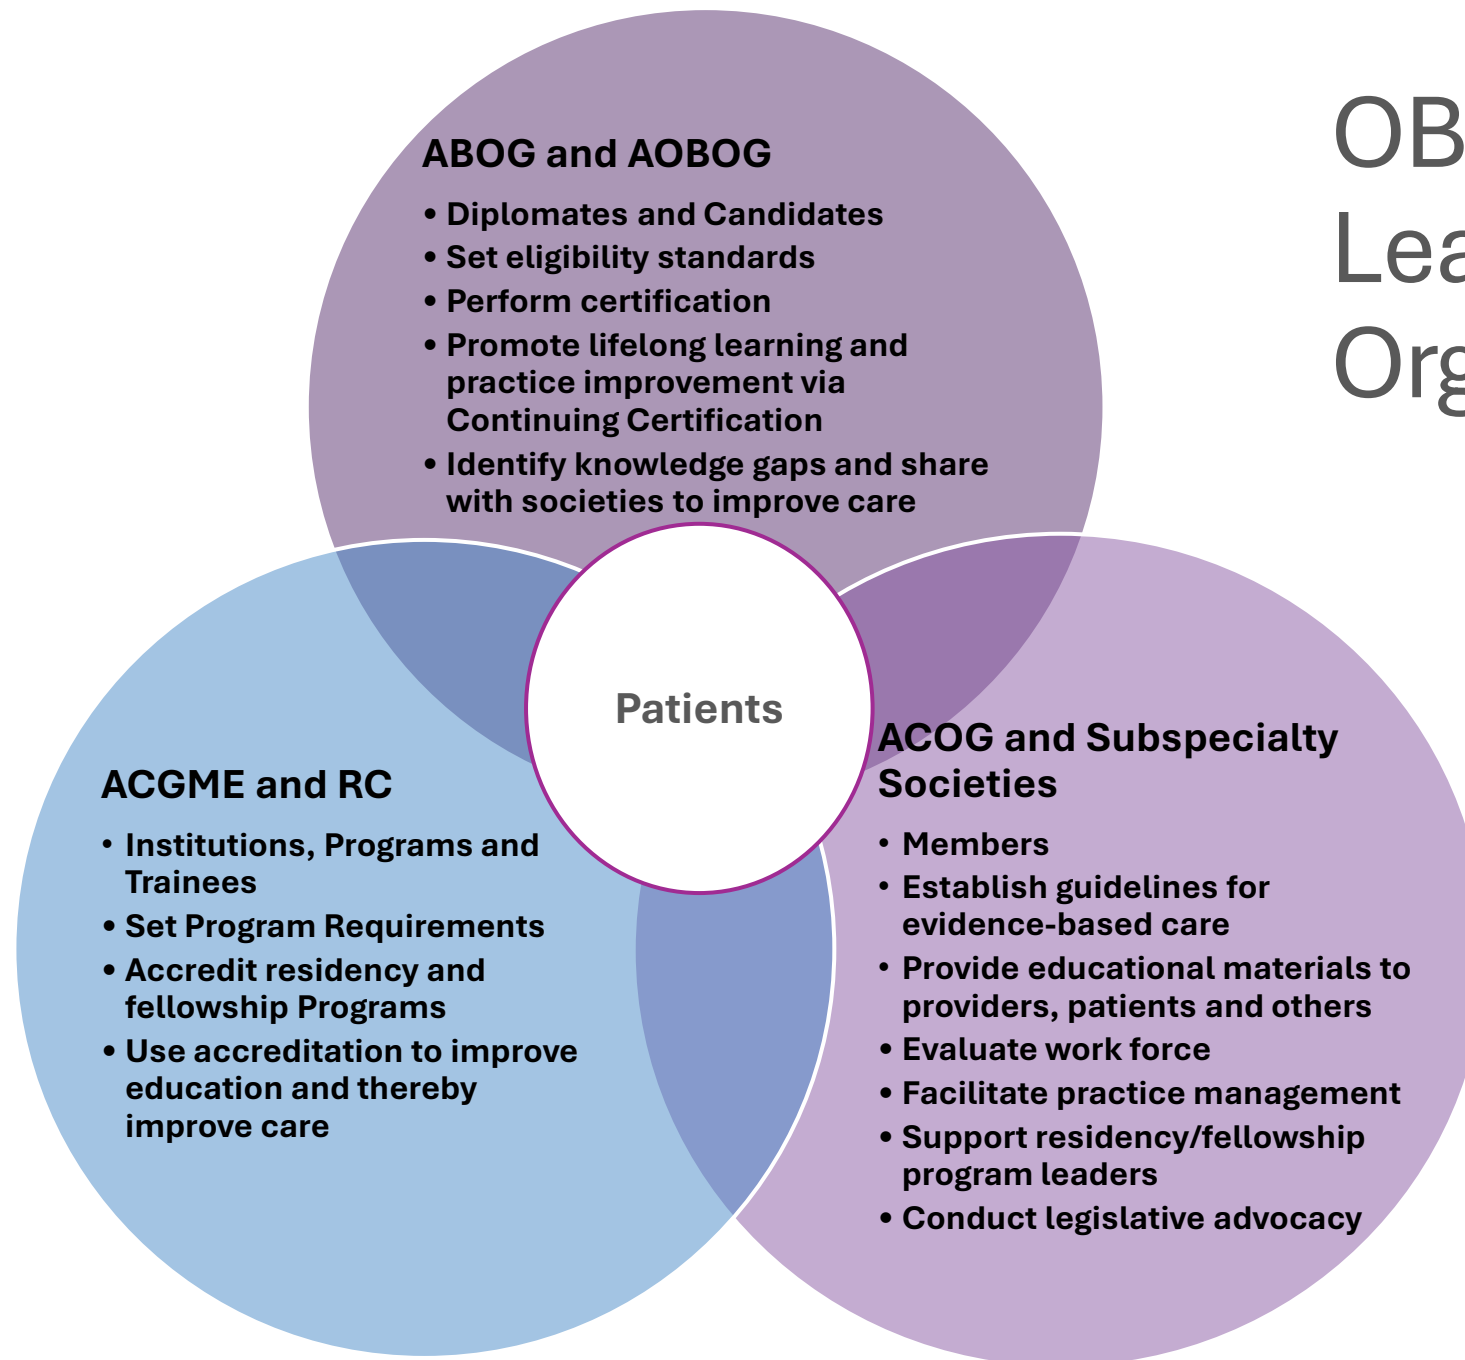 OB
Lea
Org
ABOG and AOBOG
• Diplomates and Candidates
• Set eligibility standards
• Perform certification
• Promote lifelong learning and
practice improvement via
Continuing Certification
• Identify knowledge gaps and share
with societies to improve care
Patients
ACGME and RC
• Institutions, Programs and
Trainees
• Set Program Requirements
• Accredit residency and
fellowship Programs
• Use accreditation to improve
education and thereby
improve care
ACOG and Subspecialty
Societies
• Members
• Establish guidelines for
evidence-based care
• Provide educational materials to
providers, patients and others
• Evaluate work force
• Facilitate practice management
• Support residency/fellowship
program leaders
• Conduct legislative advocacy